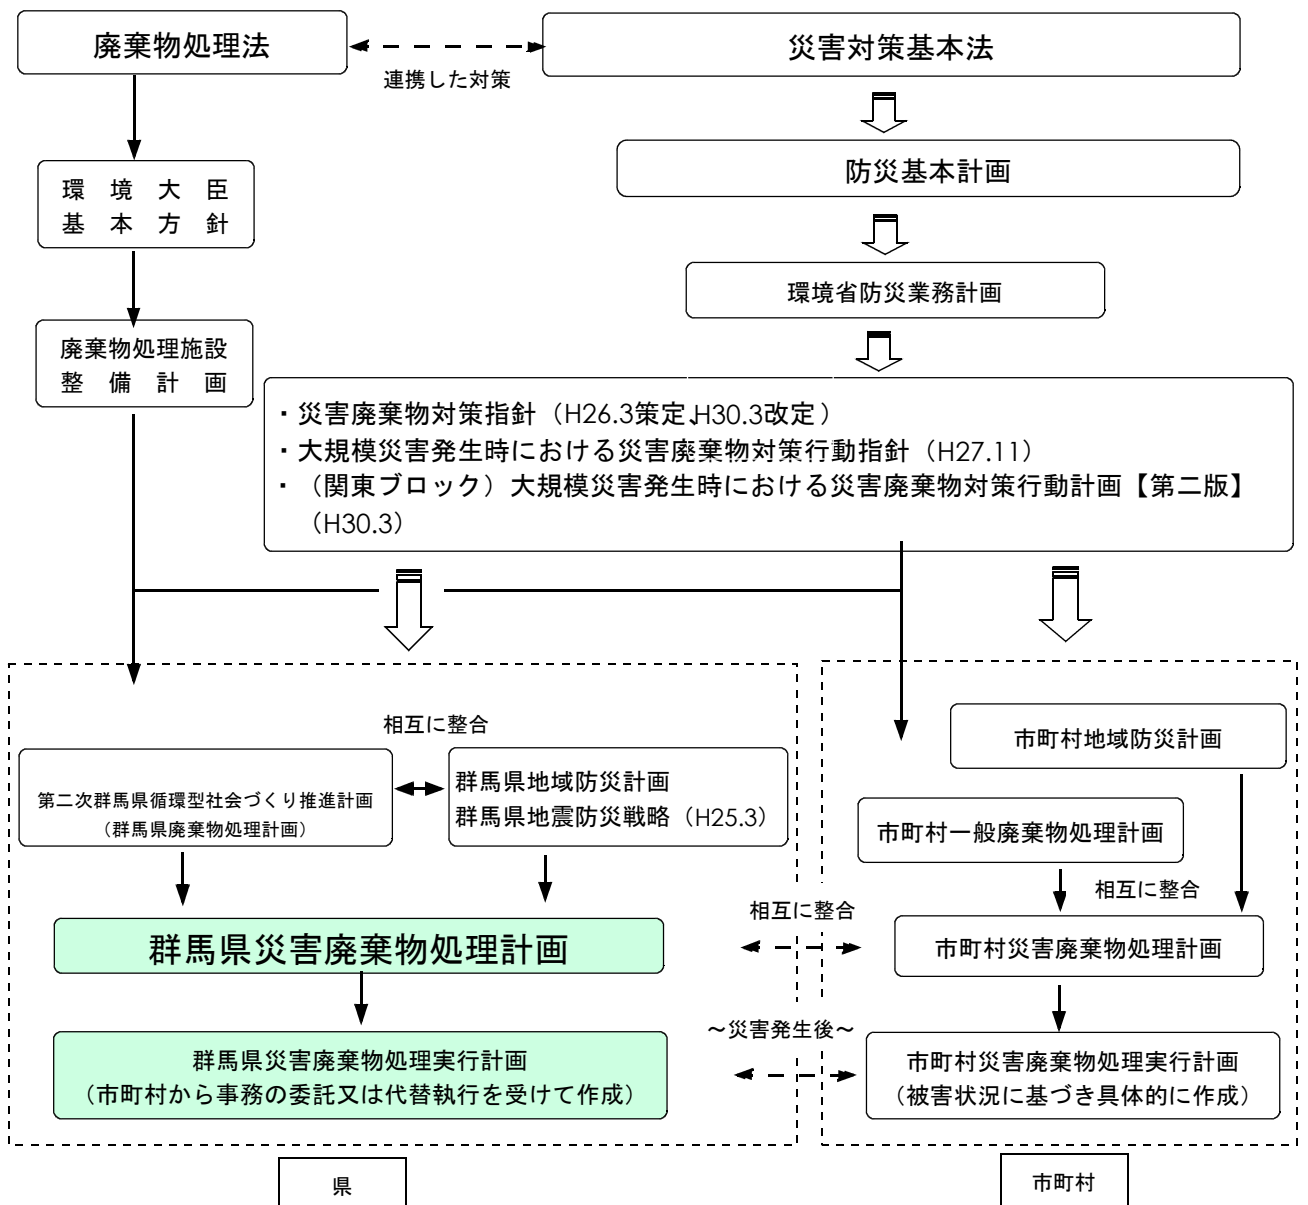 廃棄物処理法
災害対策基本法
連携した対策
防災基本計画
環境大臣
基本方針
環境省防災業務計画
廃棄物処理施設
整備計画
・災害廃棄物対策指針（H26.3策定、H30.3改定）
・大規模災害発生時における災害廃棄物対策行動指針（H27.11）
・（関東ブロック）大規模災害発生時における災害廃棄物対策行動計画【第二版】
（H30.3）
相互に整合
第二次群馬県循環型社会づくり推進計画
（群馬県廃棄物処理計画）
群馬県地域防災計画
群馬県地震防災戦略（H25.3）
市町村地域防災計画
市町村一般廃棄物処理計画
相互に整合
相互に整合
群馬県災害廃棄物処理計画
市町村災害廃棄物処理計画
～災害発生後～
群馬県災害廃棄物処理実行計画
（市町村から事務の委託又は代替執行を受けて作成）
市町村災害廃棄物処理実行計画
（被害状況に基づき具体的に作成）
県
市町村